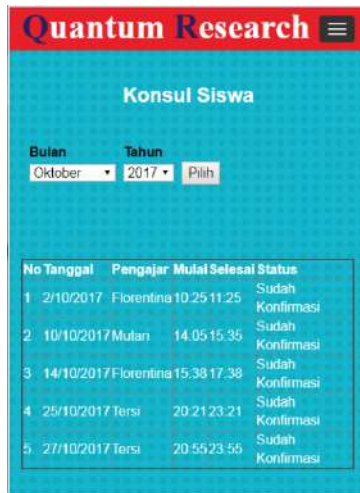 Quantum Research
Konsul Siswa
Bulan Tahun
Oktober 2017 Pilih
No Tanggal Pengajar Mulai Selesai Status
1 2/10/2017 Florentina 10:25 11:25 Sudah Konfirmasi
2 10/10/2017 Mutari 14.05 15:35 Sudah Konfirmasi
3 14/10/2017 Florentina 15.38 17.38 Sudah Konfirmasi
4 25/10/2017 Tersi 20:21 23.21 Sudah Konfirmasi
5 27/10/2017 Tersi 20:55 23:55 Sudah Konfirmasi